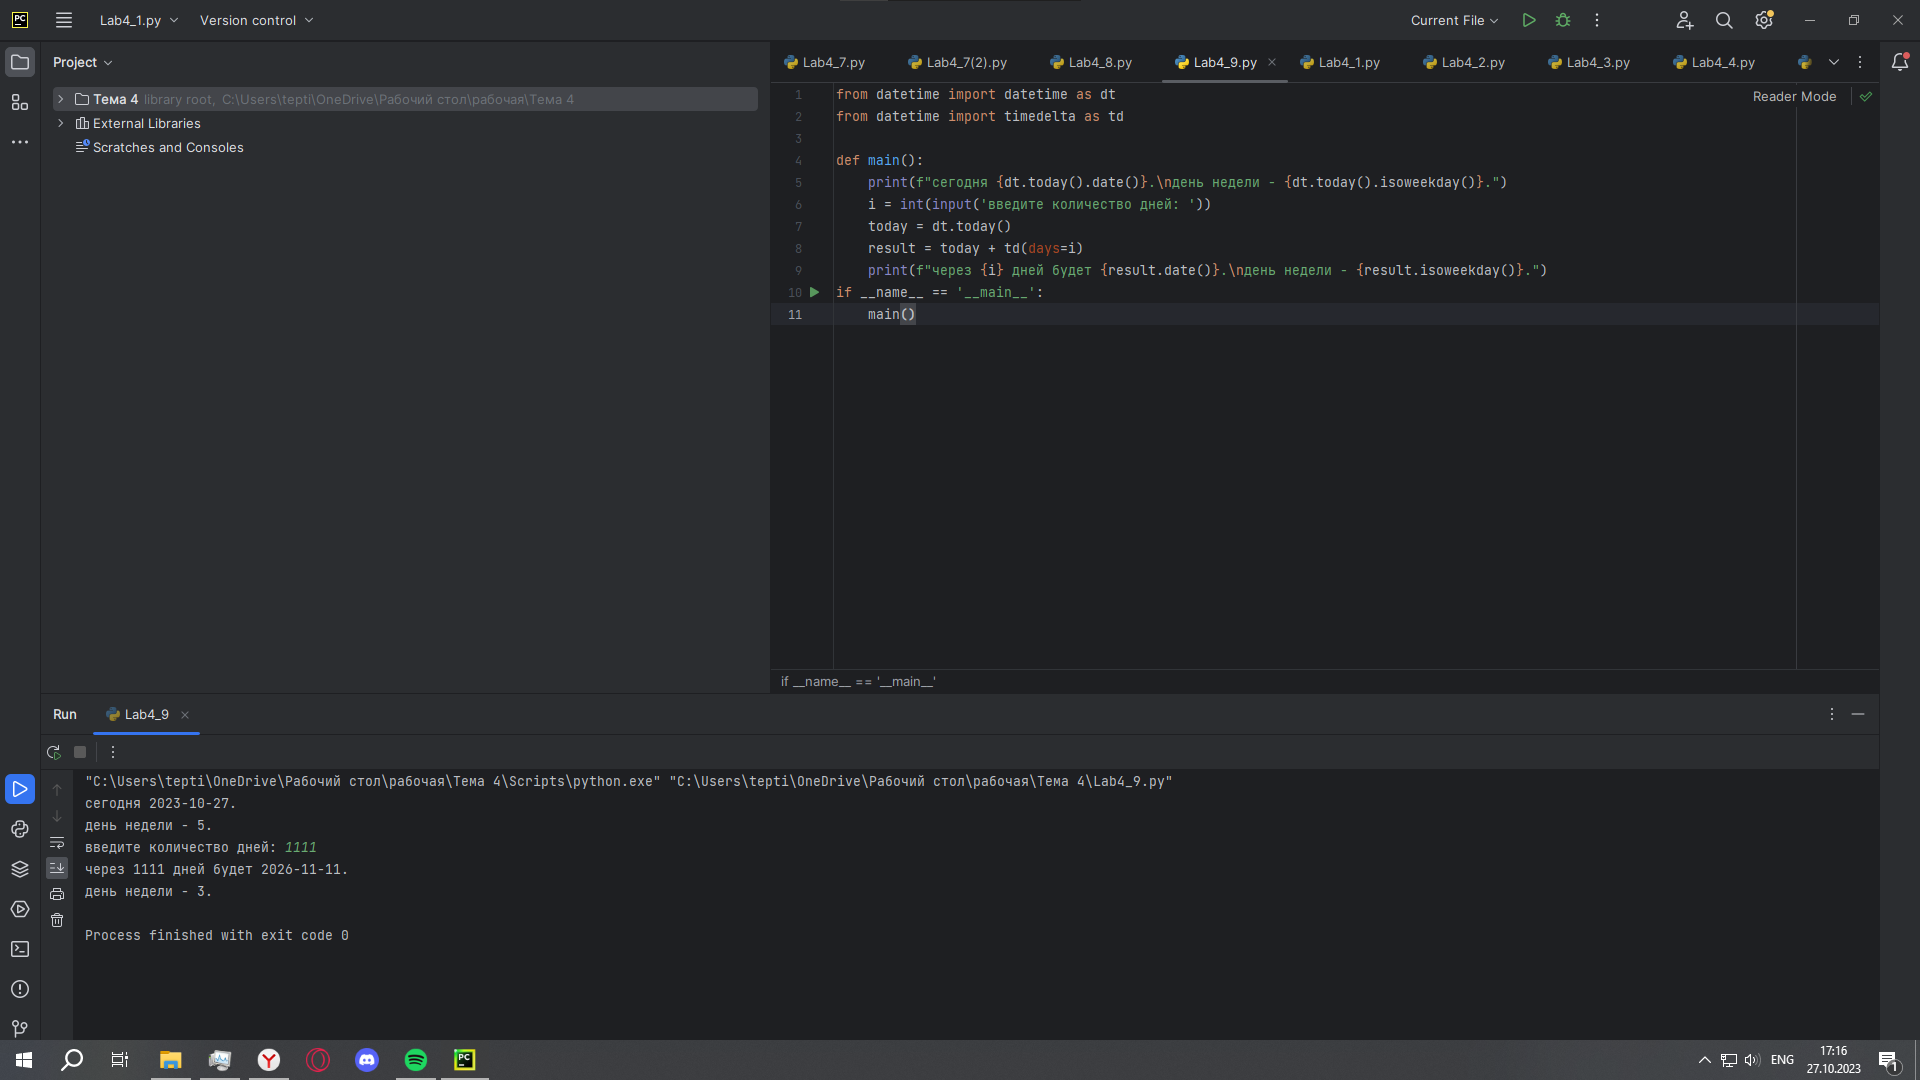 PC Lab4_1.py Version control Current File
Project
Тема 4 library root, C:\Users\tepti\OneDrive\Рабочий стол\рабочая\Тема 4
External Libraries
Scratches and Consoles
Lab4_7.py Lab4_7(2).py Lab4_8.py Lab4_9.py Lab4_1.py Lab4_2.py Lab4_3.py Lab4_4.py
Reader Mode
1 from datetime import datetime as dt
2 from datetime import timedelta as td
3
4 def main():
5 print(f"сегодня {dt.today().date()}.\nдень недели - {dt.today().isoweekday()}.")
6 i = int(input('введите количество дней: '))
7 today = dt.today()
8 result = today + td(days=i)
9 print(f"через {i} дней будет {result.date()}.\nдень недели - {result.isoweekday()}.")
10 if __name__ == '__main__':
11 main()
if __name__ == '__main__'
Run Lab4_9
"C:\Users\tepti\OneDrive\Рабочий стол\рабочая\Тема 4\Scripts\python.exe" "C:\Users\tepti\OneDrive\Рабочий стол\рабочая\Тема 4\Lab4_9.py"
сегодня 2023-10-27.
день недели - 5.
введите количество дней: 1111
через 1111 дней будет 2026-11-11.
день недели - 3.
Process finished with exit code 0
PC
ENG
17:16
27.10.2023
1